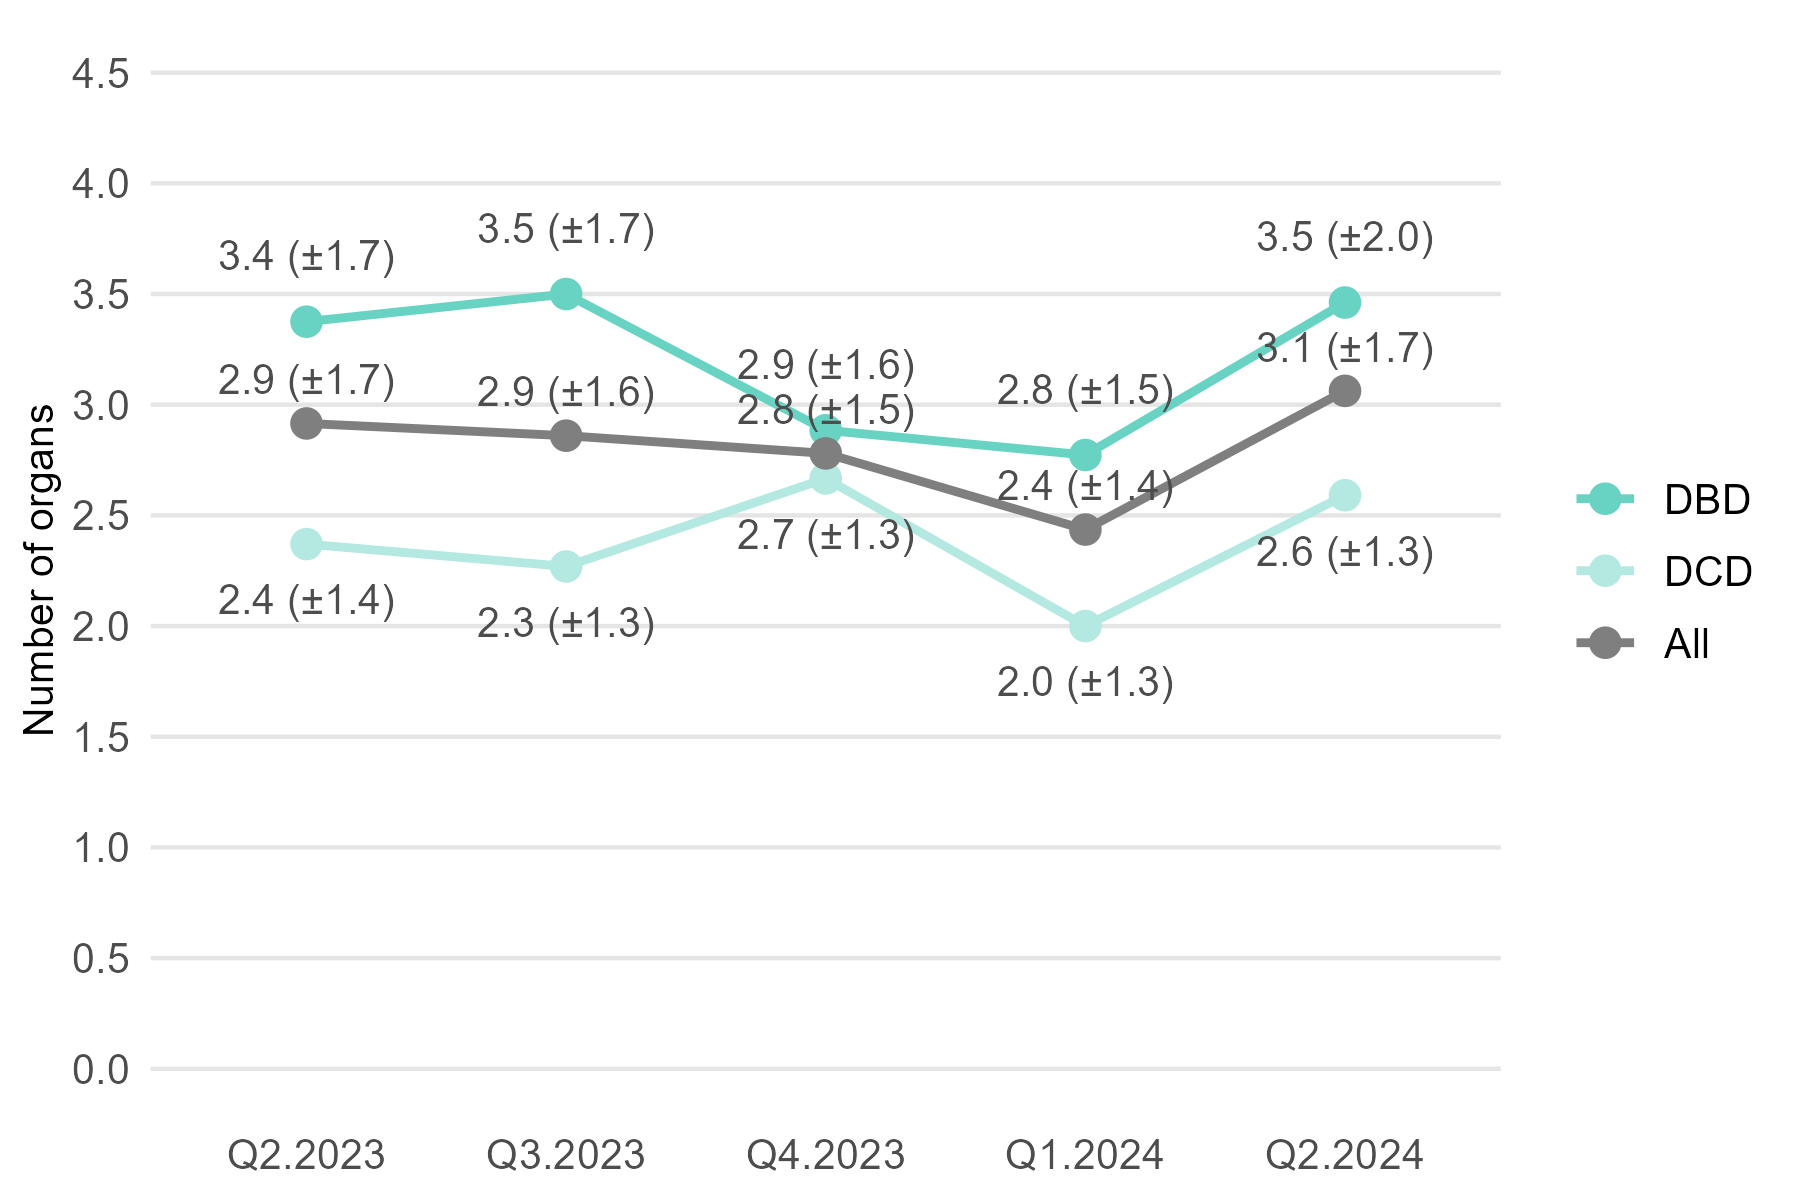 4.5
4.0
3.5
3.0
2.5
2.0
1.5
1.0
0.5
0.0
Number of organs
3.4 (±1.7)
3.5 (±1.7)
2.9 (±1.6)
2.8 (±1.5)
3.5 (±2.0)
2.9 (±1.7)
2.9 (±1.6)
2.8 (±1.5)
2.4 (±1.4)
3.1 (±1.7)
2.4 (±1.4)
2.3 (±1.3)
2.7 (±1.3)
2.0 (±1.3)
2.6 (±1.3)
Q2.2023
Q3.2023
Q4.2023
Q1.2024
Q2.2024
DBD
DCD
All